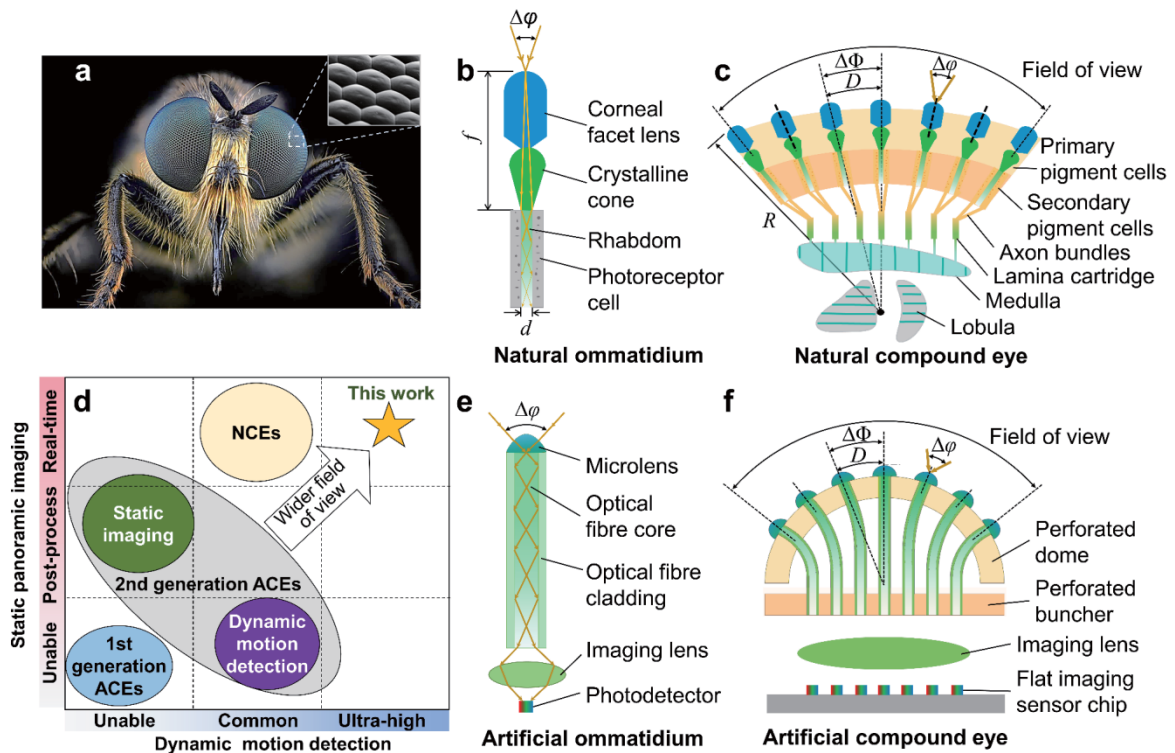 a
b
Δφ
f
Corneal
facet lens
Crystalline
cone
Rhabdom
Photoreceptor
cell
d
Natural ommatidium
c
ΔΦ
D
Δφ
Field of view
R
Primary
pigment cells
Secondary
pigment cells
Axon bundles
Lamina cartridge
Medulla
Lobula
Natural compound eye
d
Static panoramic imaging
Real-time
Post-process
Unable
NCEs
This work
Wider field
of view
Static
imaging
2nd generation ACEs
Dynamic
motion
detection
1st
generation
ACEs
Unable
Common
Ultra-high
Dynamic motion detection
e
Δφ
Microlens
Optical
fibre core
Optical fibre
cladding
Imaging lens
Photodetector
Artificial ommatidium
f
ΔΦ
D
Δφ
Field of view
Perforated
dome
Perforated
buncher
Imaging lens
Flat imaging
sensor chip
Artificial compound eye